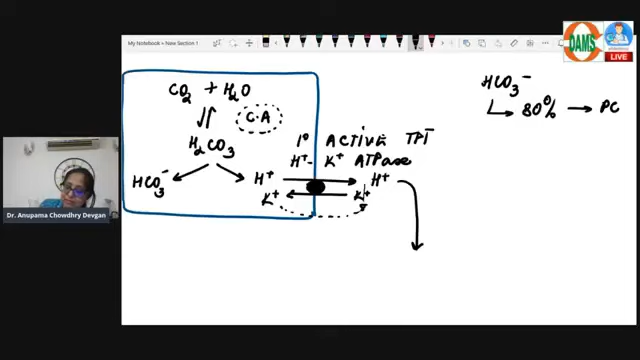 My Notebook > New Section 1
DAMS
LIVE
CO2 + H2O
C.A
H2CO3
HCO3-
H+
K+
1° ACTIVE TPT
H+- K+ ATPase
H+
K+
HCO3-
80% → PC
Dr. Anupama Chowdhry Devgan